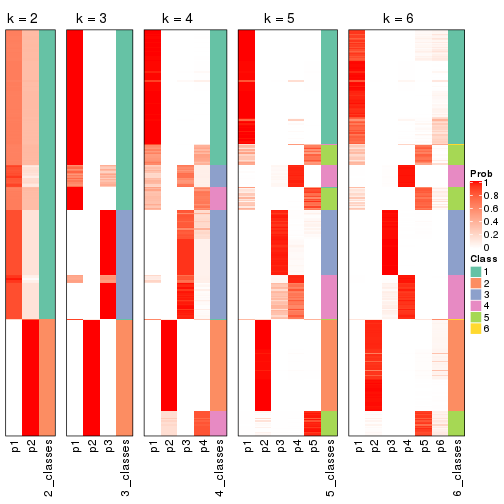 k = 2
k = 3
k = 4
k = 5
k = 6
Prob
1
0.8
0.6
0.4
0.2
0
Class
1
2
3
4
5
6
p1
p2
2_classes
p1
p2
p3
3_classes
p1
p2
p3
p4
4_classes
p1
p2
p3
p4
p5
5_classes
p1
p2
p3
p4
p5
p6
6_classes